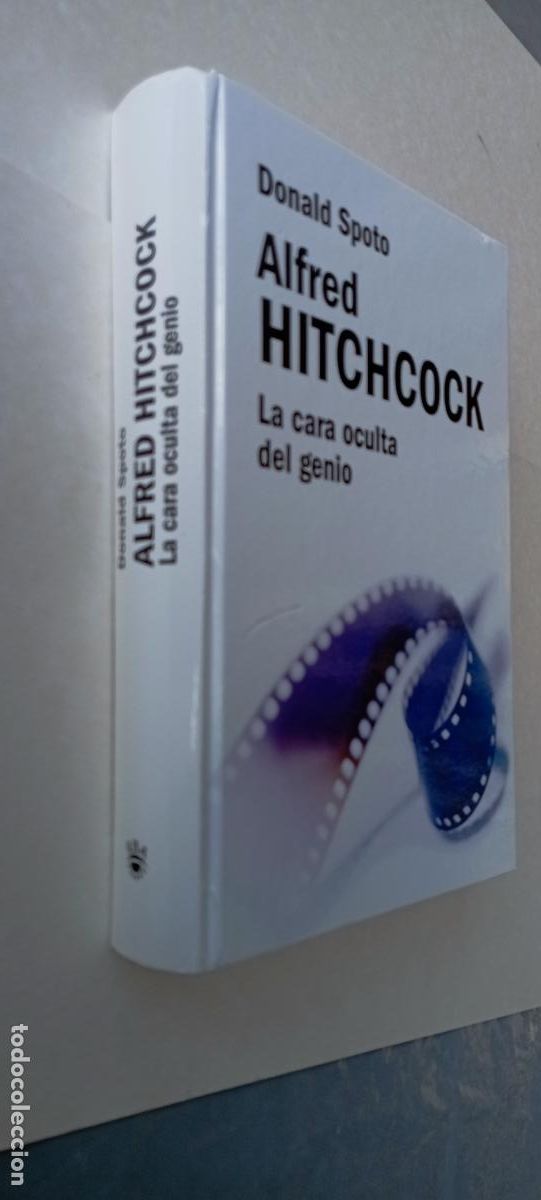 Donald Spoto
Alfred
HITCHCOCK
La cara oculta
del genio
Donald Spoto
ALFRED HITCHCOCK
La cara oculta del genio
todocoleccion